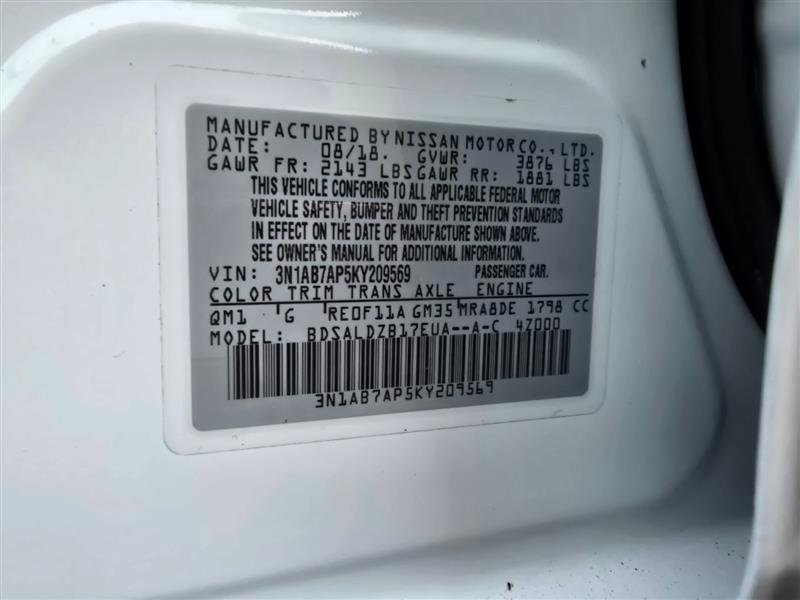 MANUFACTURED BY NISSAN MOTOR CO., LTD.
DATE: 08/18. GVWR: 3876 LBS
GAWR FR: 2143 LBS GAWR RR: 1881 LBS
THIS VEHICLE CONFORMS TO ALL APPLICABLE FEDERAL MOTOR
VEHICLE SAFETY, BUMPER AND THEFT PREVENTION STANDARDS
IN EFFECT ON THE DATE OF MANUFACTURE SHOWN ABOVE.
SEE OWNER'S MANUAL FOR ADDITIONAL INFORMATION.
VIN: 3N1AB7AP5KY209569 PASSENGER CAR.
COLOR TRIM TRANS AXLE ENGINE
QM1 G RE0F11A GM35 MRA8DE 1798 CC
MODEL: BDSALDZB17EUA--A-C 4Z000
3N1AB7AP5KY209569